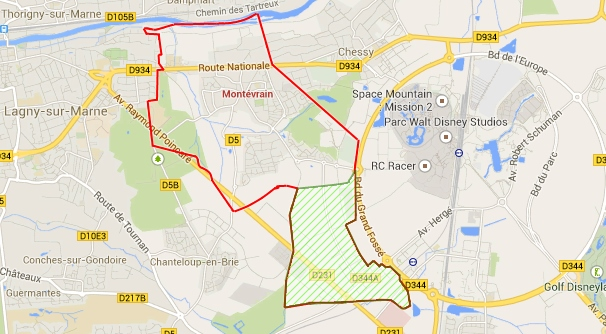 D105B
Chemin des Tartreux
Thorigny-sur-Marne
D934
Chessy
D934
Route Nationale
D934
Bd de l'Europe
Montévrain
Space Mountain
Mission 2
Lagny-sur-Marne
Av. Raymond Poincaré
Parc Walt Disney Studios
D5
Av. Robert Schuman
934
RC Racer
Bd du Parc
D5B
Bd du Grand Fossé
Route de Tournan
Av. Hergé
D10E3
Conches-sur-Gondoire
Chanteloup-en-Brie
D344
Châteaux
D231
D344A
D344
Golf Disneyla
Guermantes
D217B
D5
D231